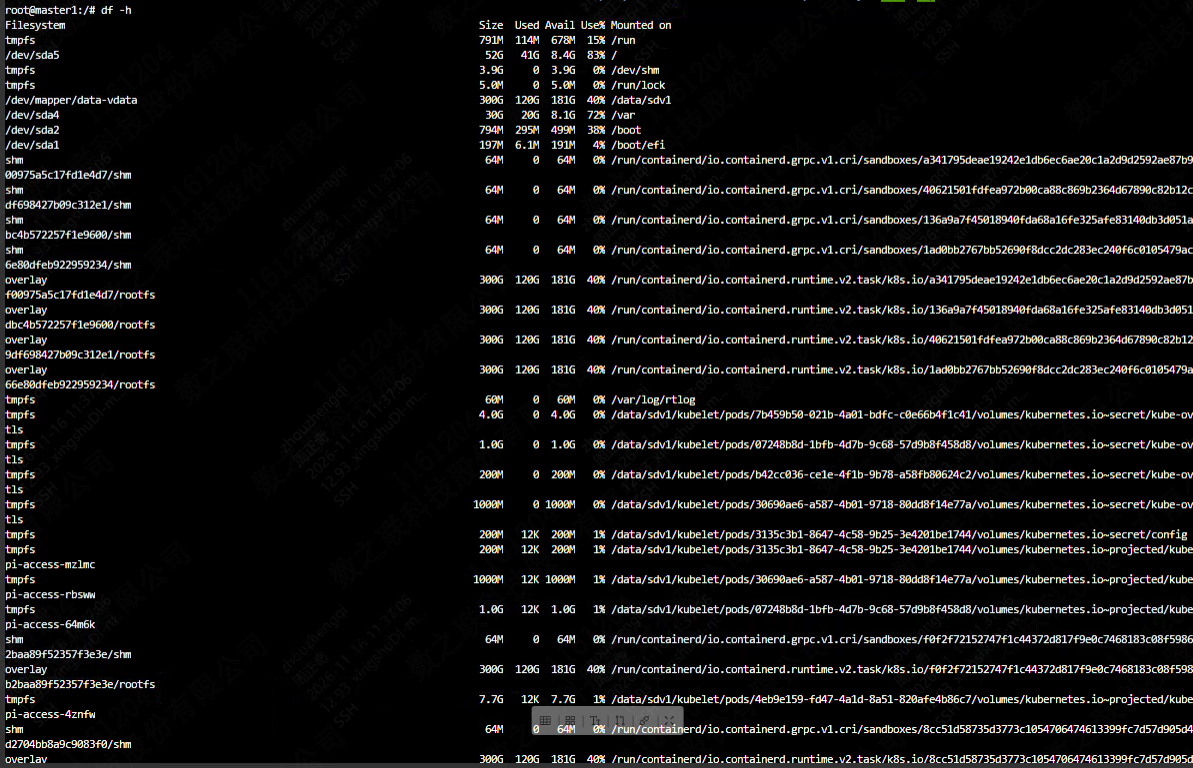 root@master1:/# df -h
Filesystem Size Used Avail Use% Mounted on
tmpfs 791M 114M 678M 15% /run
/dev/sda5 52G 41G 8.4G 83% /
tmpfs 3.9G 0 3.9G 0% /dev/shm
tmpfs 5.0M 0 5.0M 0% /run/lock
/dev/mapper/data-vdata 300G 120G 181G 40% /data/sdv1
/dev/sda4 30G 20G 8.1G 72% /var
/dev/sda2 794M 295M 499M 38% /boot
/dev/sda1 197M 6.1M 191M 4% /boot/efi
shm 64M 0 64M 0% /run/containerd/io.containerd.grpc.v1.cri/sandboxes/a341795deae19242e1db6ec6ae20c1a2d9d2592ae87b9
00975a5c17fd1e4d7/shm
shm 64M 0 64M 0% /run/containerd/io.containerd.grpc.v1.cri/sandboxes/40621501fdfea972b00ca88c869b2364d67890c82b12c
df698427b09c312e1/shm
shm 64M 0 64M 0% /run/containerd/io.containerd.grpc.v1.cri/sandboxes/136a9a7f45018940fda68a16fe325afe83140db3d051a
bc4b572257f1e9600/shm
shm 64M 0 64M 0% /run/containerd/io.containerd.grpc.v1.cri/sandboxes/1ad0bb2767bb52690f8dcc2dc283ec240f6c0105479ac
6e80dfeb922959234/shm
overlay 300G 120G 181G 40% /run/containerd/io.containerd.runtime.v2.task/k8s.io/a341795deae19242e1db6ec6ae20c1a2d9d2592ae87b
f00975a5c17fd1e4d7/rootfs
overlay 300G 120G 181G 40% /run/containerd/io.containerd.runtime.v2.task/k8s.io/136a9a7f45018940fda68a16fe325afe83140db3d051
dbc4b572257f1e9600/rootfs
overlay 300G 120G 181G 40% /run/containerd/io.containerd.runtime.v2.task/k8s.io/40621501fdfea972b00ca88c869b2364d67890c82b12
9df698427b09c312e1/rootfs
overlay 300G 120G 181G 40% /run/containerd/io.containerd.runtime.v2.task/k8s.io/1ad0bb2767bb52690f8dcc2dc283ec240f6c0105479a
66e80dfeb922959234/rootfs
tmpfs 60M 0 60M 0% /var/log/rtlog
tmpfs 4.0G 0 4.0G 0% /data/sdv1/kubelet/pods/7b459b50-021b-4a01-bdfc-c0e66b4f1c41/volumes/kubernetes.io~secret/kube-ov
tls
tmpfs 1.0G 0 1.0G 0% /data/sdv1/kubelet/pods/07248b8d-1bfb-4d7b-9c68-57d9b8f458d8/volumes/kubernetes.io~secret/kube-ov
tls
tmpfs 200M 0 200M 0% /data/sdv1/kubelet/pods/b42cc036-ce1e-4f1b-9b78-a58fb80624c2/volumes/kubernetes.io~secret/kube-ov
tls
tmpfs 1000M 0 1000M 0% /data/sdv1/kubelet/pods/30690ae6-a587-4b01-9718-80dd8f14e77a/volumes/kubernetes.io~secret/kube-ov
tls
tmpfs 200M 12K 200M 1% /data/sdv1/kubelet/pods/3135c3b1-8647-4c58-9b25-3e4201be1744/volumes/kubernetes.io~secret/config
tmpfs 200M 12K 200M 1% /data/sdv1/kubelet/pods/3135c3b1-8647-4c58-9b25-3e4201be1744/volumes/kubernetes.io~projected/kube
pi-access-mzlmc
tmpfs 1000M 12K 1000M 1% /data/sdv1/kubelet/pods/30690ae6-a587-4b01-9718-80dd8f14e77a/volumes/kubernetes.io~projected/kube
pi-access-rbsww
tmpfs 1.0G 12K 1.0G 1% /data/sdv1/kubelet/pods/07248b8d-1bfb-4d7b-9c68-57d9b8f458d8/volumes/kubernetes.io~projected/kube
pi-access-64m6k
shm 64M 0 64M 0% /run/containerd/io.containerd.grpc.v1.cri/sandboxes/f0f2f72152747f1c44372d817f9e0c7468183c08f5986
2baa89f52357f3e3e/shm
overlay 300G 120G 181G 40% /run/containerd/io.containerd.runtime.v2.task/k8s.io/f0f2f72152747f1c44372d817f9e0c7468183c08f598
b2baa89f52357f3e3e/rootfs
tmpfs 7.7G 12K 7.7G 1% /data/sdv1/kubelet/pods/4eb9e159-fd47-4a1d-8a51-820afe4b86c7/volumes/kubernetes.io~projected/kube
pi-access-4znfw
shm 64M 0 64M 0% /run/containerd/io.containerd.grpc.v1.cri/sandboxes/8cc51d58735d3773c1054706474613399fc7d57d905d4
d2704bb8a9c9083f0/shm
overlay 300G 120G 181G 40% /run/containerd/io.containerd.runtime.v2.task/k8s.io/8cc51d58735d3773c1054706474613399fc7d57d905d